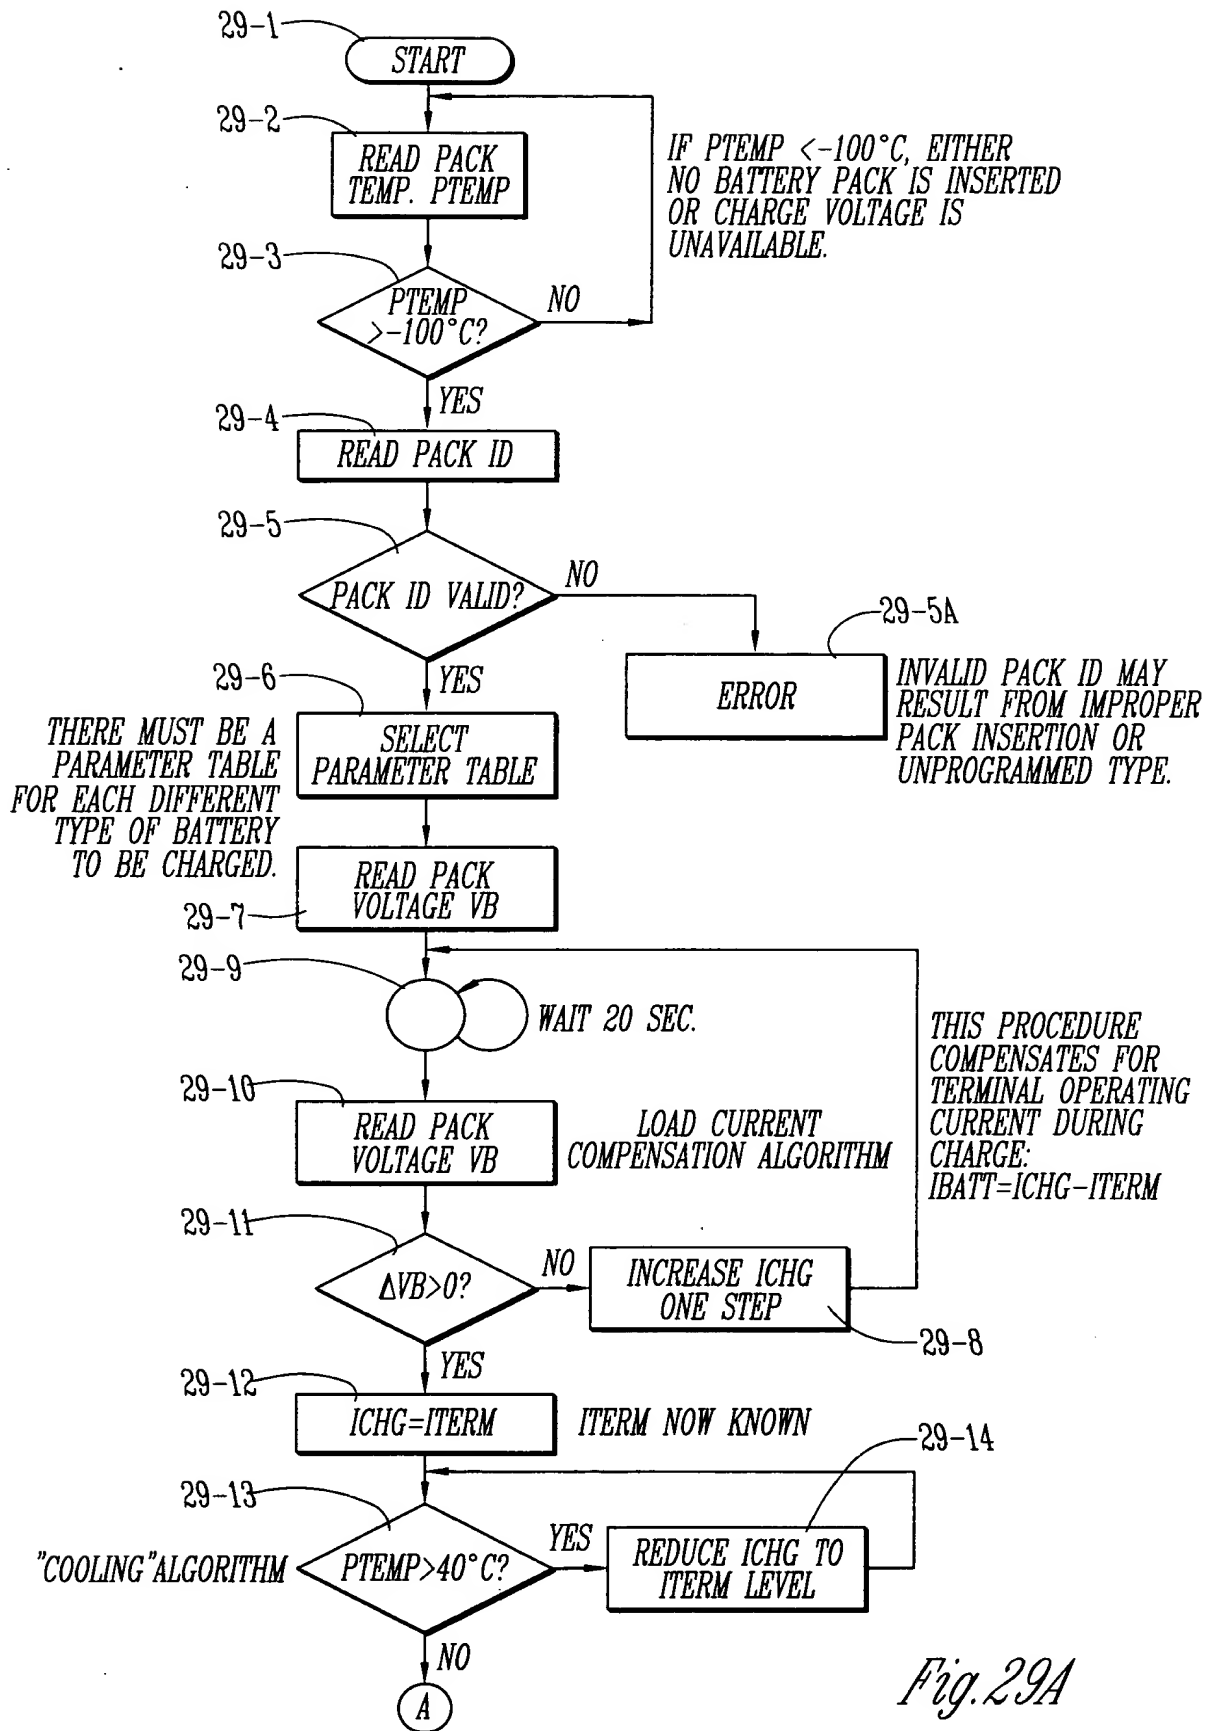 29-1
START
29-2
READ PACK
TEMP. PTEMP
IF PTEMP <-100°C, EITHER
NO BATTERY PACK IS INSERTED
OR CHARGE VOLTAGE IS
UNAVAILABLE.
29-3
PTEMP
>-100°C?
NO
YES
29-4
READ PACK ID
29-5
PACK ID VALID?
NO
29-5A
ERROR
INVALID PACK ID MAY
RESULT FROM IMPROPER
PACK INSERTION OR
UNPROGRAMMED TYPE.
YES
29-6
SELECT
PARAMETER TABLE
THERE MUST BE A
PARAMETER TABLE
FOR EACH DIFFERENT
TYPE OF BATTERY
TO BE CHARGED.
READ PACK
VOLTAGE VB
29-7
29-9
WAIT 20 SEC.
THIS PROCEDURE
COMPENSATES FOR
TERMINAL OPERATING
CURRENT DURING
CHARGE:
IBATT=ICHG-ITERM
29-10
READ PACK
VOLTAGE VB
LOAD CURRENT
COMPENSATION ALGORITHM
29-11
ΔVB>0?
NO
INCREASE ICHG
ONE STEP
29-8
YES
29-12
ICHG=ITERM
ITERM NOW KNOWN
29-14
29-13
"COOLING"ALGORITHM
PTEMP>40°C?
YES
REDUCE ICHG TO
ITERM LEVEL
NO
A
Fig.29A